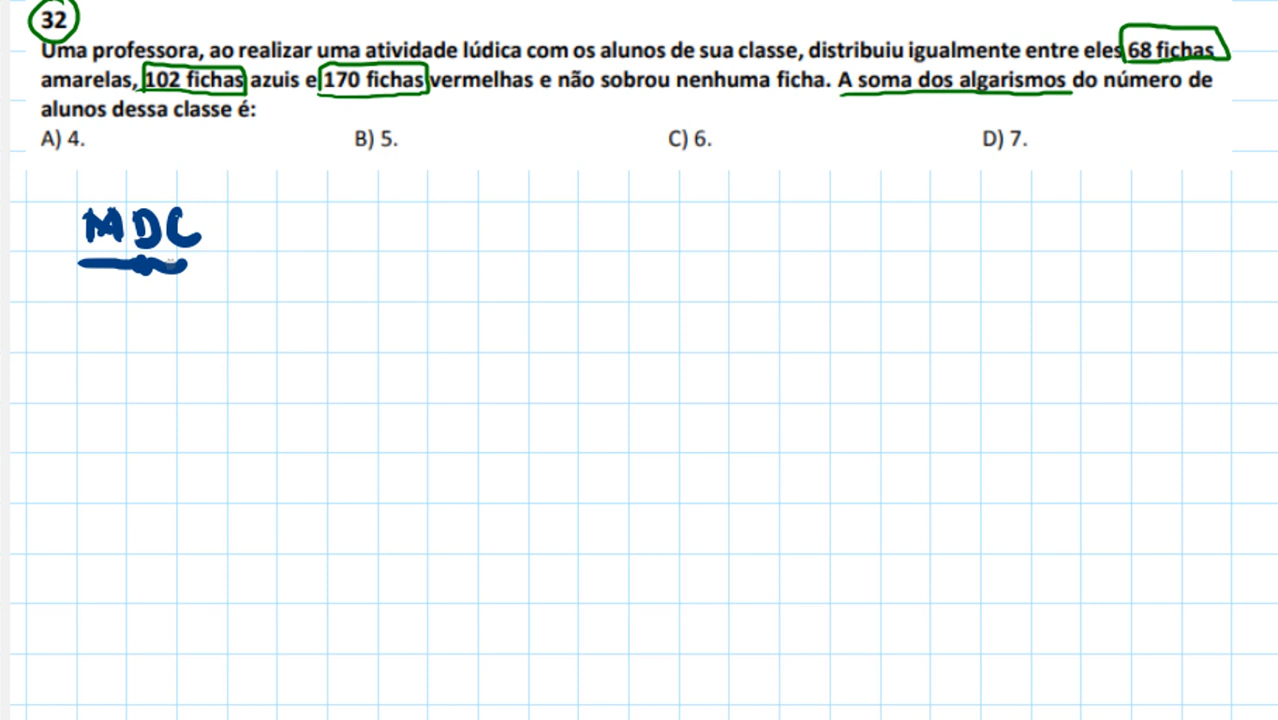 32
Uma professora, ao realizar uma atividade lúdica com os alunos de sua classe, distribuiu igualmente entre eles 68 fichas
amarelas, 102 fichas azuis e 170 fichas vermelhas e não sobrou nenhuma ficha. A soma dos algarismos do número de
alunos dessa classe é:
A) 4. B) 5. C) 6. D) 7.
MDC